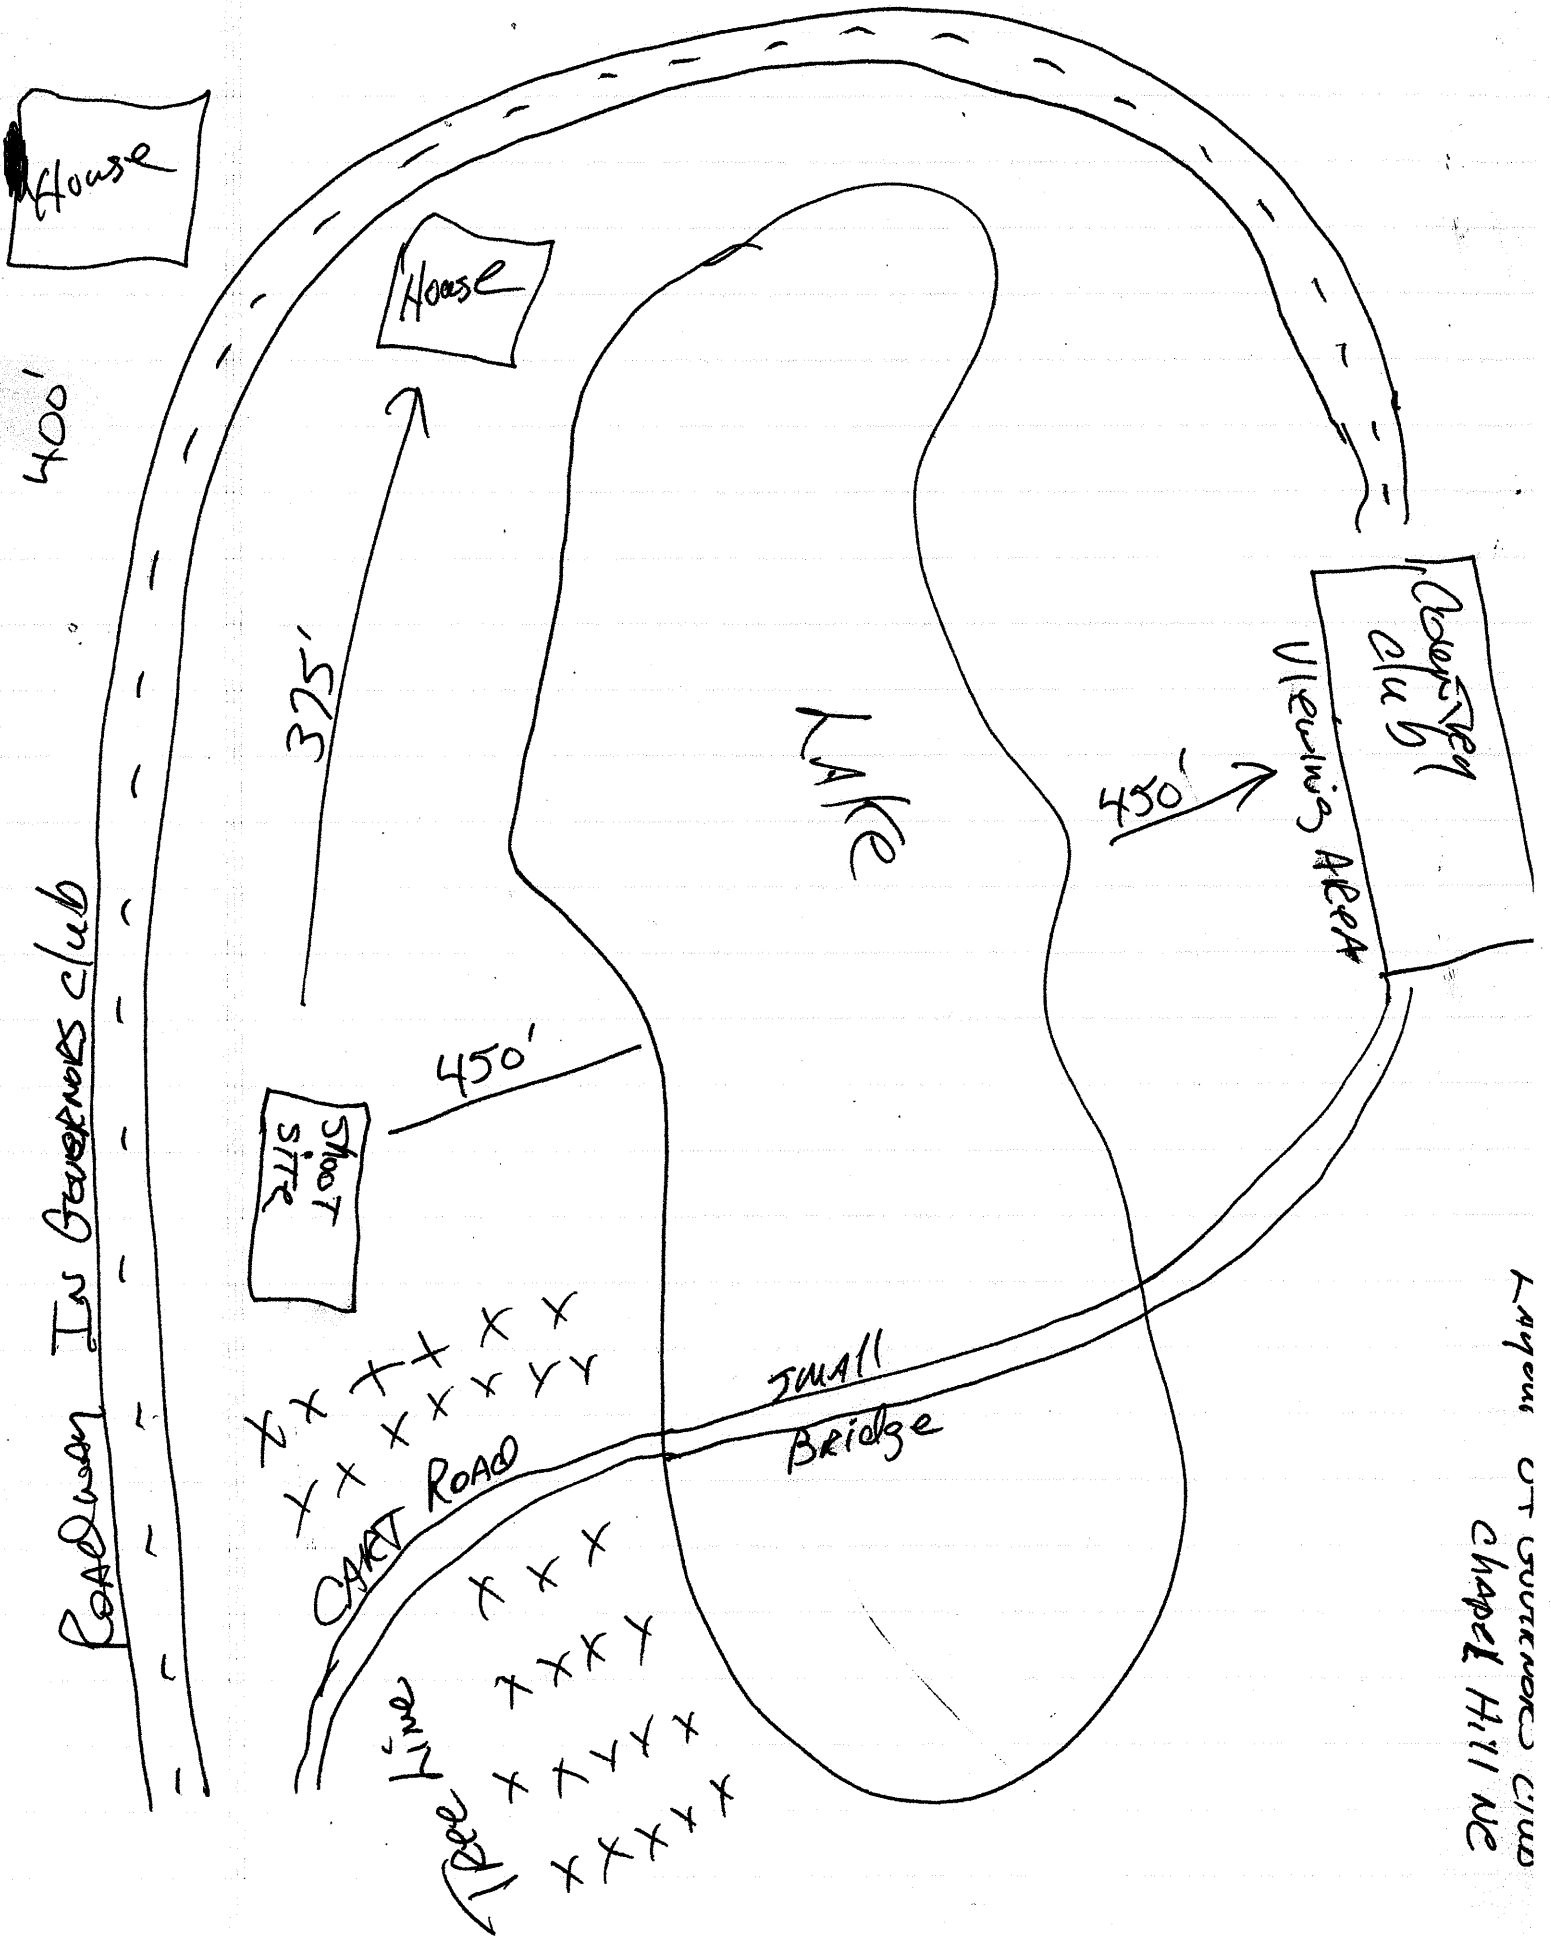 Layout of Governors Club
Chapel Hill NC
House
House
400'
375'
Country
Club
Viewing Area
450'
Lake
450'
Shoot
Site
Roadway In Governors Club
Small
Bridge
Cart Road
Tree Line